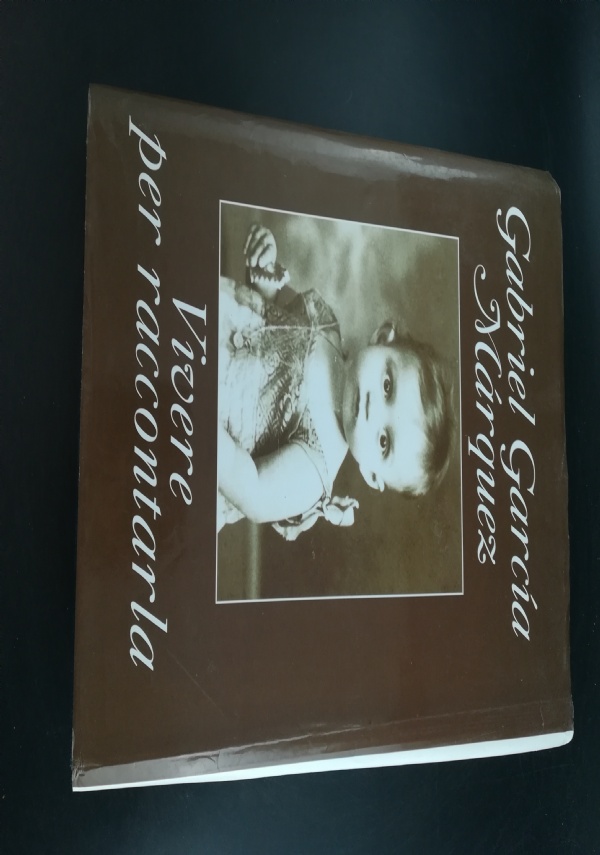 Gabriel García
Márquez
Vivere
per raccontarla